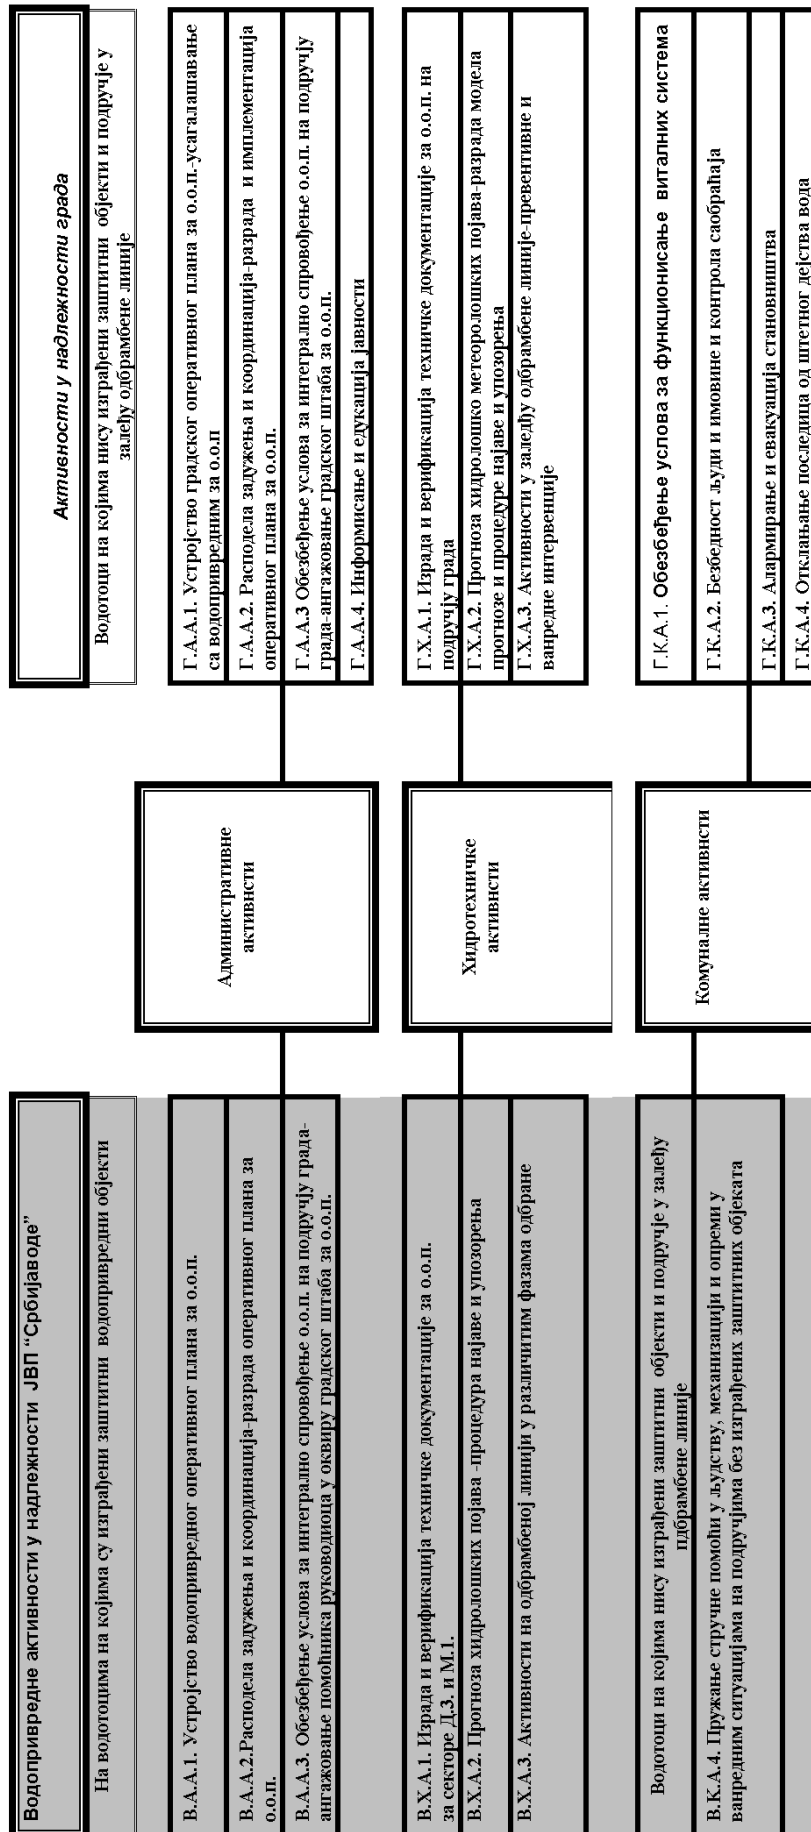 Водопривредне активности у надлежности ЈВП “Србијаводе”
На водотоцима на којима су изграђени заштитни водопривредни објекти
В.А.А.1. Устројство водопривредног оперативног плана за о.о.п.
В.А.А.2.Расподела задужења и координација-разрада оперативног плана за
о.о.п.
В.А.А.3. Обезбеђење услова за интегрално спровођење о.о.п. на подручју града-
ангажовање помоћника руководиоца у оквиру градског штаба за о.о.п.
В.Х.А.1. Израда и верификација техничке документације за о.о.п.
за секторе Д.3. и М.1.
В.Х.А.2. Прогноза хидролошких појава -процедура најаве и упозорења
В.Х.А.3. Активности на одбрамбеној линији у различитим фазама одбране
Водотоци на којима нису изграђени заштитни објекти и подручје у залеђу
пдбрамбене линије
В.К.А.4. Пружање стручне помоћи у људству, механизацији и опреми у
ванредним ситуацијама на подручјима без изграђених заштитних објеката
Административне
активнсти
Хидротехничке
активнсти
Комуналне активнсти
Активности у надлежности града
Водотоци на којима нису изграђени заштитни објекти и подручје у
залеђу одбрамбене линије
Г.А.А.1. Устројство градског оперативног плана за о.о.п.-усагалашавање
са водопривредним за о.о.п
Г.А.А.2. Расподела задужења и координација-разрада и имплементација
оперативног плана за о.о.п.
Г.А.А.3 Обезбеђење услова за интегрално спровођење о.о.п. на подручју
града-ангажовање градског штаба за о.о.п.
Г.А.А.4. Информисање и едукација јавности
Г.Х.А.1. Израда и верификација техничке документације за о.о.п. на
подручју града
Г.Х.А.2. Прогноза хидролошко метеоролошких појава-разрада модела
прогнозе и процедуре најаве и упозорења
Г.Х.А.3. Активности у заледђу одбрамбене линије-превентивне и
ванредне интервенције
Г.К.А.1. Обезбеђење услова за функционисање виталних система
Г.К.А.2. Безбедност људи и имовине и контрола саобраћаја
Г.К.А.3. Алармирање и евакуација становништва
Г.К.А.4. Отклањање последица од штетног дејства вода